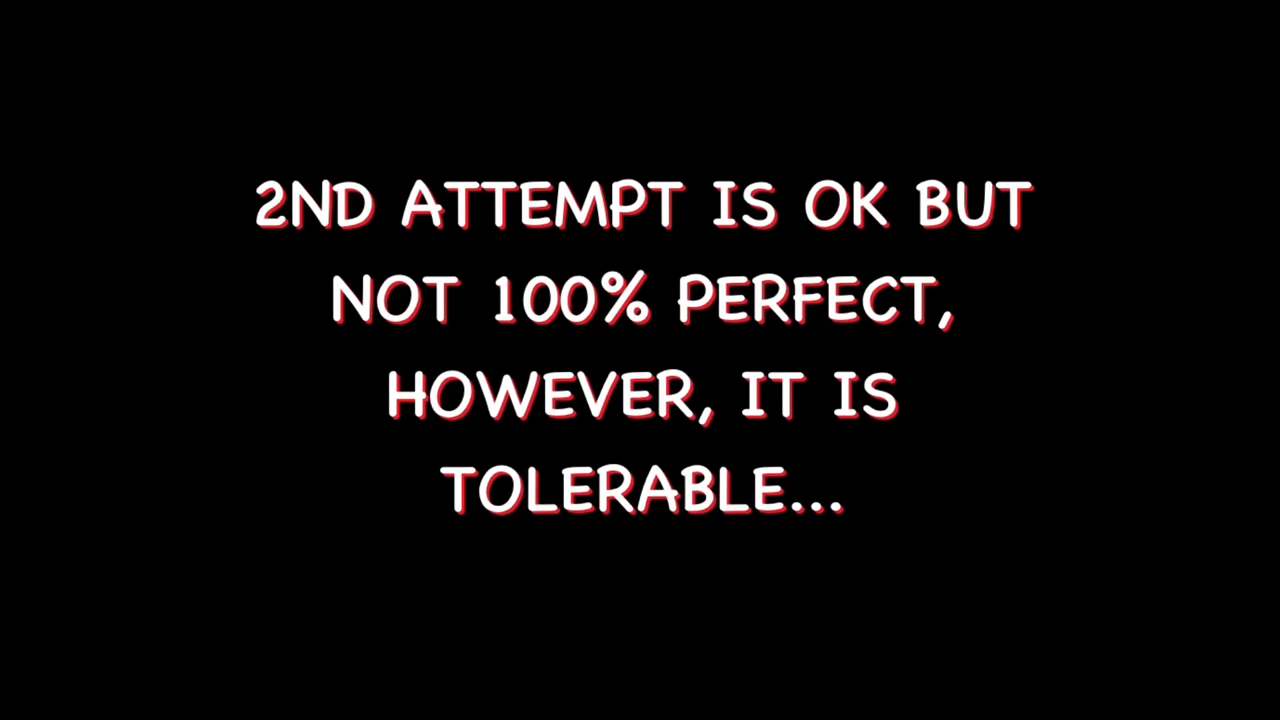 2ND ATTEMPT IS OK BUT
NOT 100% PERFECT,
HOWEVER, IT IS
TOLERABLE...